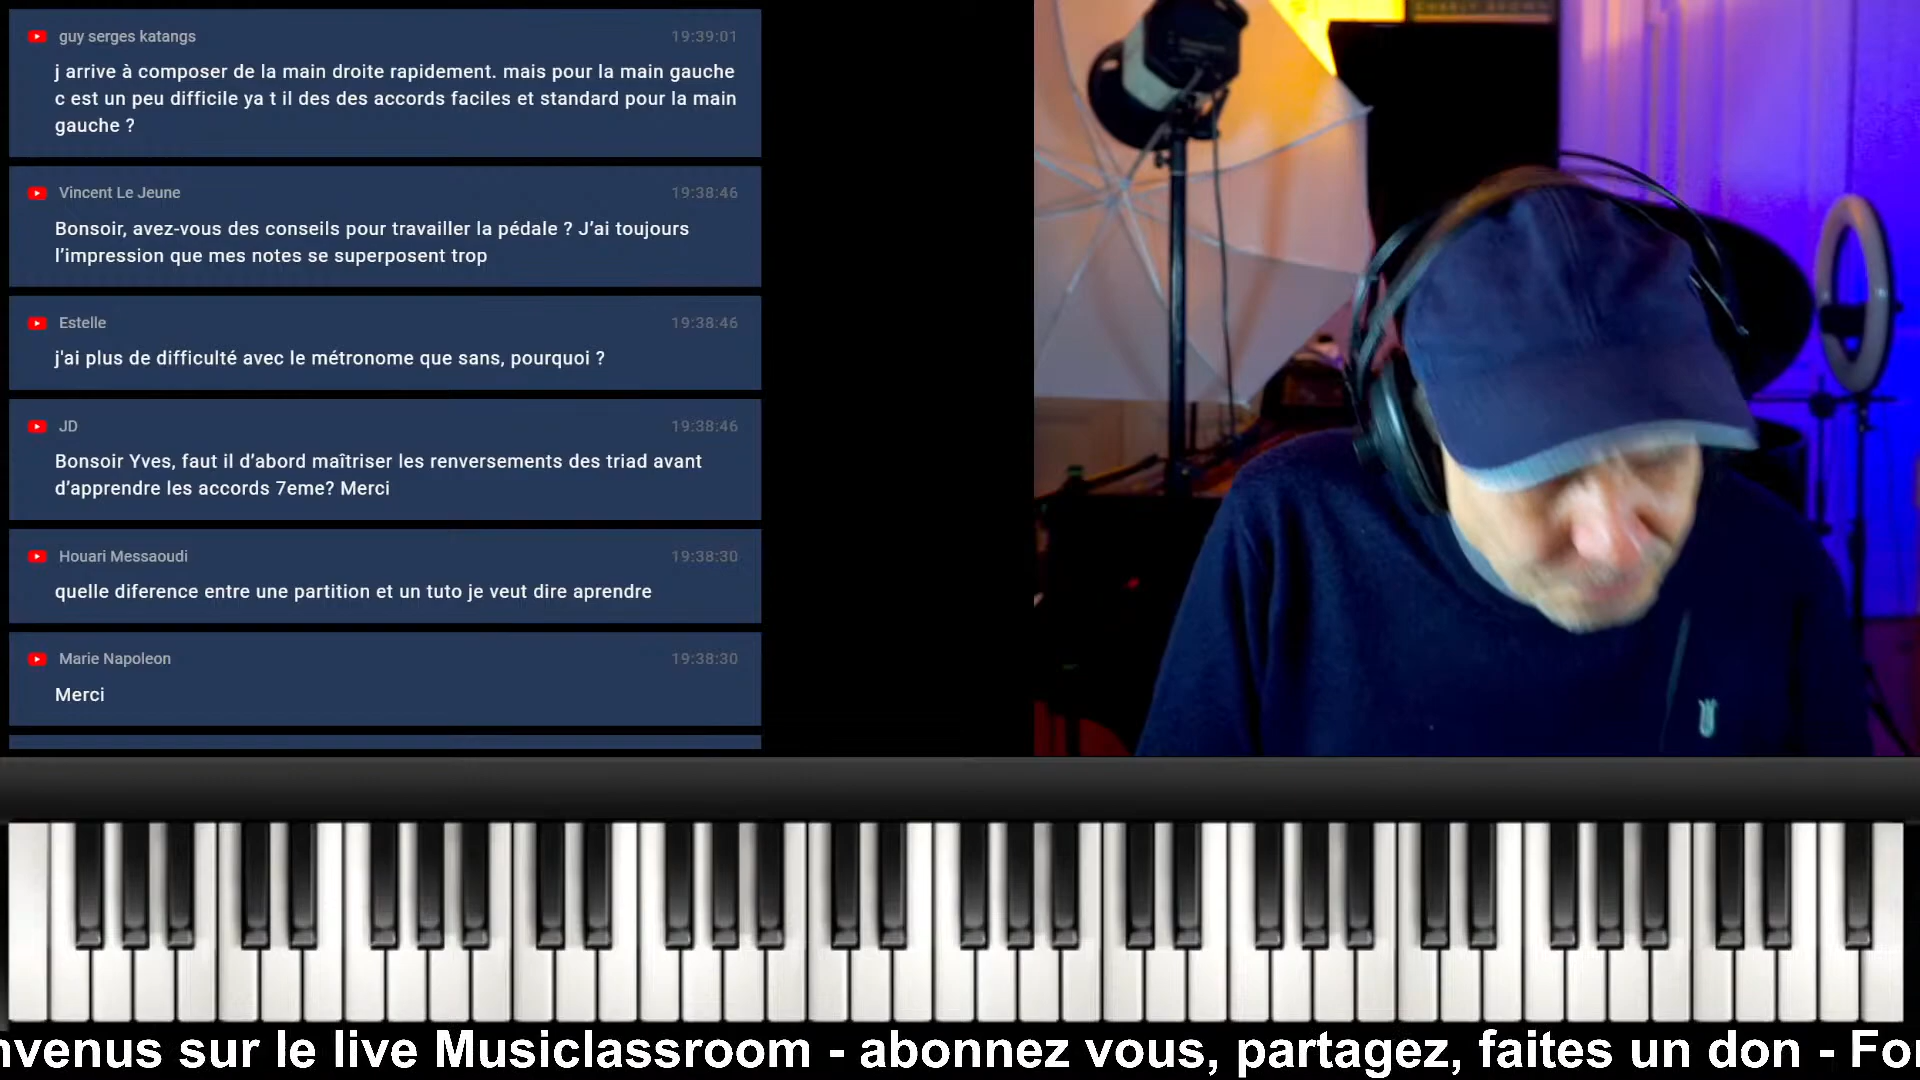 guy serges katangs 19:39:01
j arrive à composer de la main droite rapidement. mais pour la main gauche
c est un peu difficile ya t il des des accords faciles et standard pour la main
gauche ?
Vincent Le Jeune 19:38:46
Bonsoir, avez-vous des conseils pour travailler la pédale ? J’ai toujours
l’impression que mes notes se superposent trop
Estelle 19:38:46
j'ai plus de difficulté avec le métronome que sans, pourquoi ?
JD 19:38:46
Bonsoir Yves, faut il d’abord maîtriser les renversements des triad avant
d’apprendre les accords 7eme? Merci
Houari Messaoudi 19:38:30
quelle diference entre une partition et un tuto je veut dire aprendre
Marie Napoleon 19:38:30
Merci
nvenus sur le live Musiclassroom - abonnez vous, partagez, faites un don - For